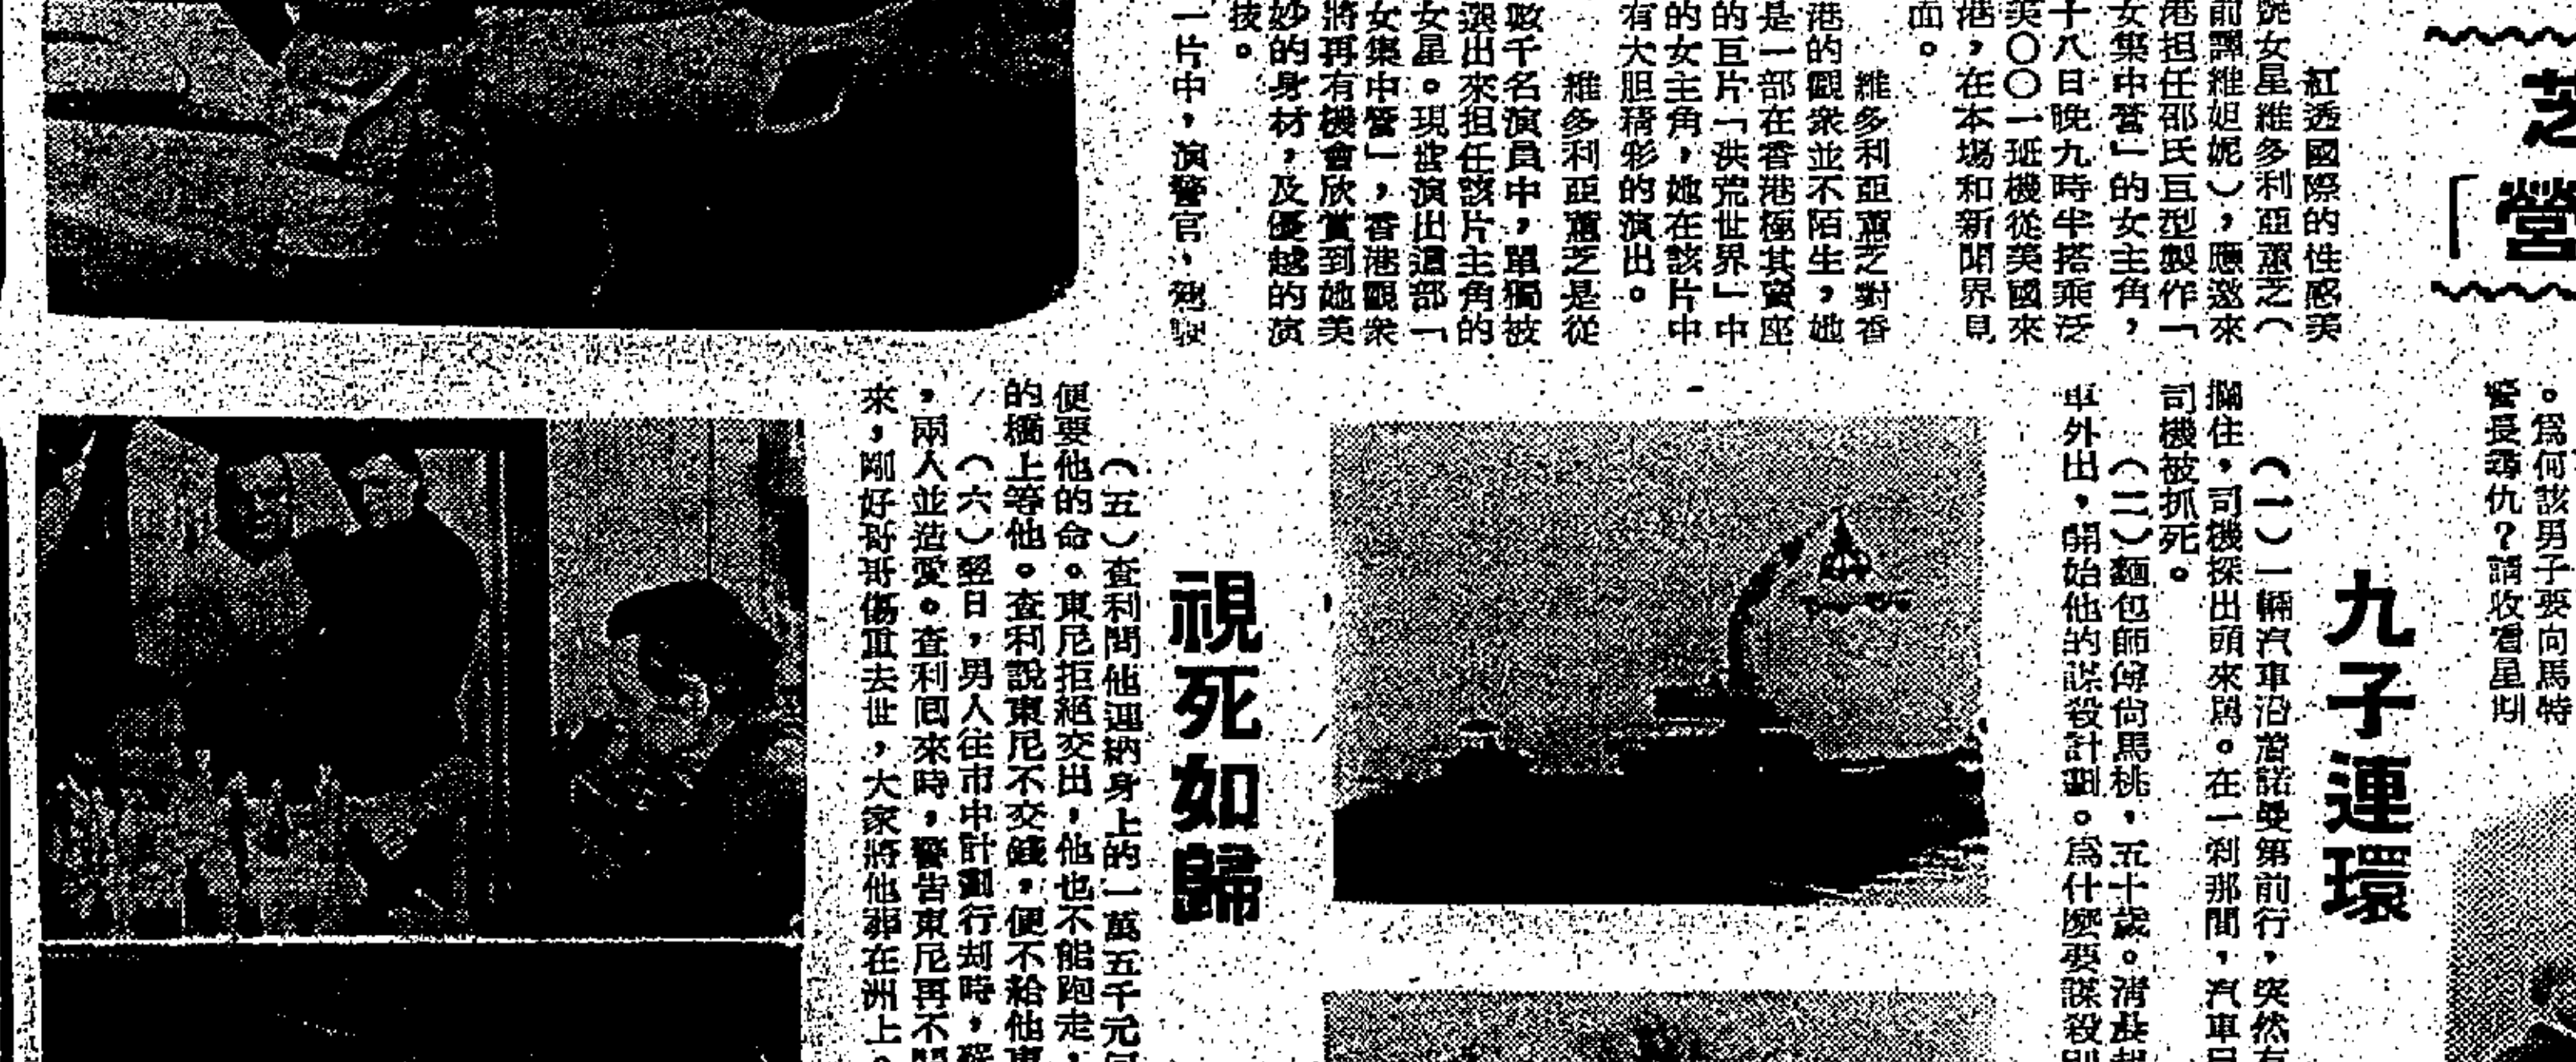 芝
「營
紅透國際的性感美
艷女星維多利亞蕙芝（
前譯維妲妮），應邀來
港担任邵氏巨型製作「
女集中營」的女主角，
十八日晚九時半搭乘泛
美〇〇一班機從美國來
港，在本塲和新聞界見
面。
維多利亞蕙芝對香
港的觀衆並不陌生，她
是一部在香港極其賣座
的巨片「洪荒世界」中
的女主角，她在該片中
有大胆精彩的演出。
維多利亞蕙芝是從
數千名演員中，單獨被
選出來担任該片主角的
女星。現當演出這部「
女集中營」，香港觀衆
將再有機會欣賞到她美
妙的身材，及優越的演
技。
一片中，演警官，
。爲何該男子要向馬特
警長尋仇？請收看星期
九子連環
（一）一輛汽車沿着諾曼第前行，突然有
攔住，司機探出頭來罵。在一刹那間，汽車
司機被抓死。
（二）麵包師傅尙馬桃，五十歲。淸晨
車外出，開始他的謀殺計劃。爲什麼要謀殺別
視死如歸
（五）查利問他迦納身上的一萬五千元
便要他的命。東尼拒絕交出，他也不能跑走，
的橋上等他。查利說東尼不交錢，便不給他
（六）翌日，男人往市中計劃行刦時，
，兩人並造愛。查利囘來時，警告東尼再不
來，剛好哥哥傷重去世，大家將他葬在洲上。